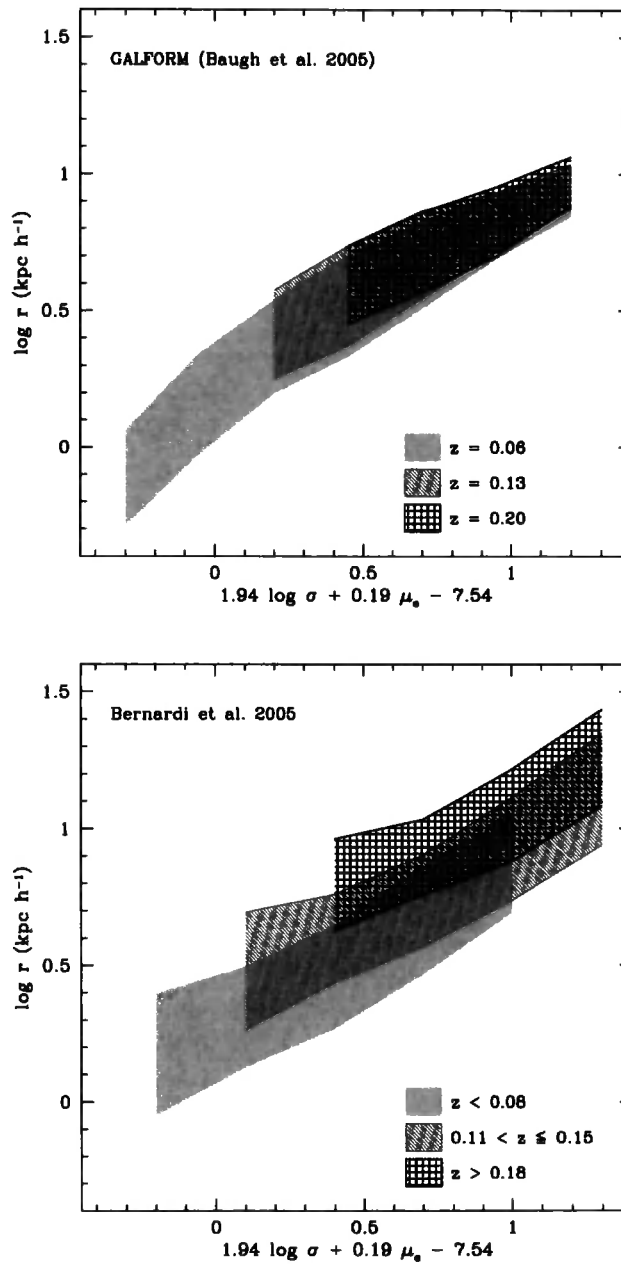 1.5
GALFORM (Baugh et al. 2005)
1
log r (kpc h⁻¹)
0.5
0
z = 0.06
z = 0.13
z = 0.20
0 0.5 1
1.94 log σ + 0.19 μₑ − 7.54
1.5
Bernardi et al. 2005
1
log r (kpc h⁻¹)
0.5
0
z < 0.08
0.11 < z ≦ 0.15
z > 0.18
0 0.5 1
1.94 log σ + 0.19 μₑ − 7.54